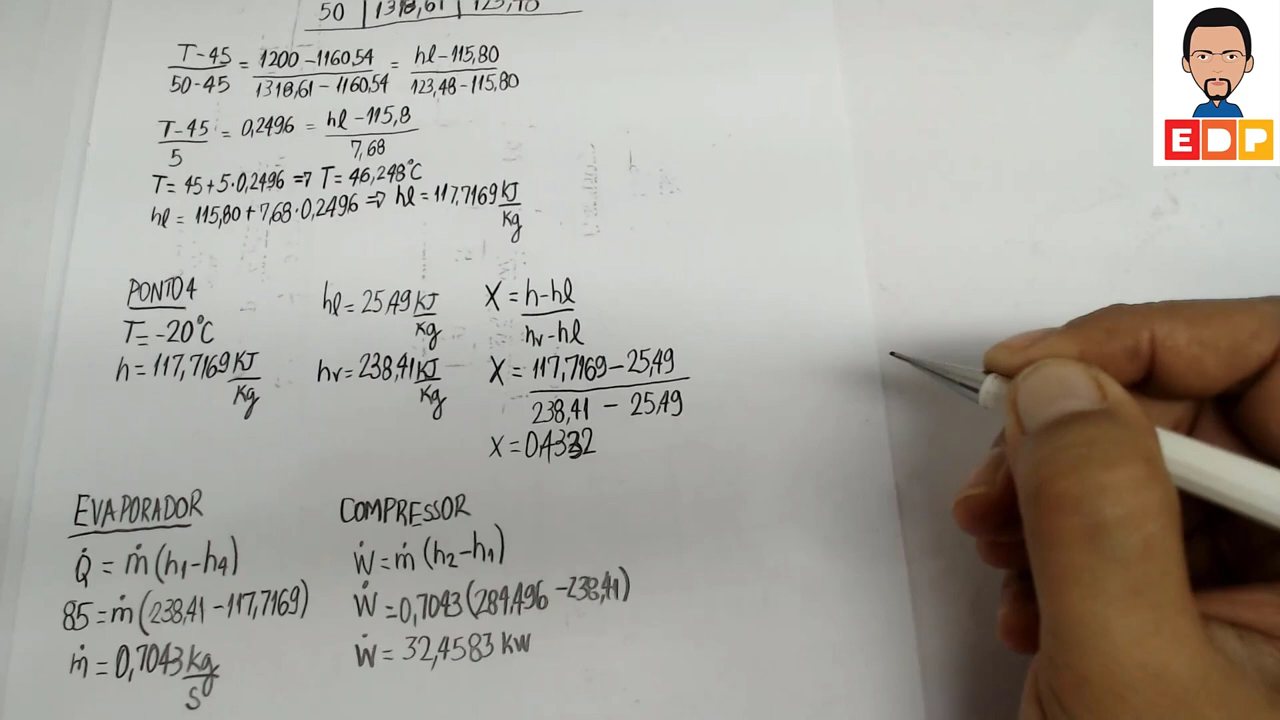 50 | 1318,61 | 123,48
T-45/50-45 = 1200-1160,54/1318,61-1160,54 = hl-115,80/123,48-115,80
T-45/5 = 0,2496 = hl-115,8/7,68
T = 45+5·0,2496 ⇒ T = 46,248°C
hl = 115,80+7,68·0,2496 ⇒ hl = 117,7169 KJ/Kg
PONTO 4
T = -20°C
h = 117,7169 KJ/Kg
hl = 25,49 KJ/Kg
hv = 238,41 KJ/Kg
X = h-hl/hv-hl
X = 117,7169-25,49/238,41-25,49
X = 0,4332
EVAPORADOR
Q̇ = ṁ(h1-h4)
85 = ṁ(238,41-117,7169)
ṁ = 0,7043 kg/s
COMPRESSOR
Ẇ = ṁ(h2-h1)
Ẇ = 0,7043(284,496-238,41)
Ẇ = 32,4583 KW
EDP